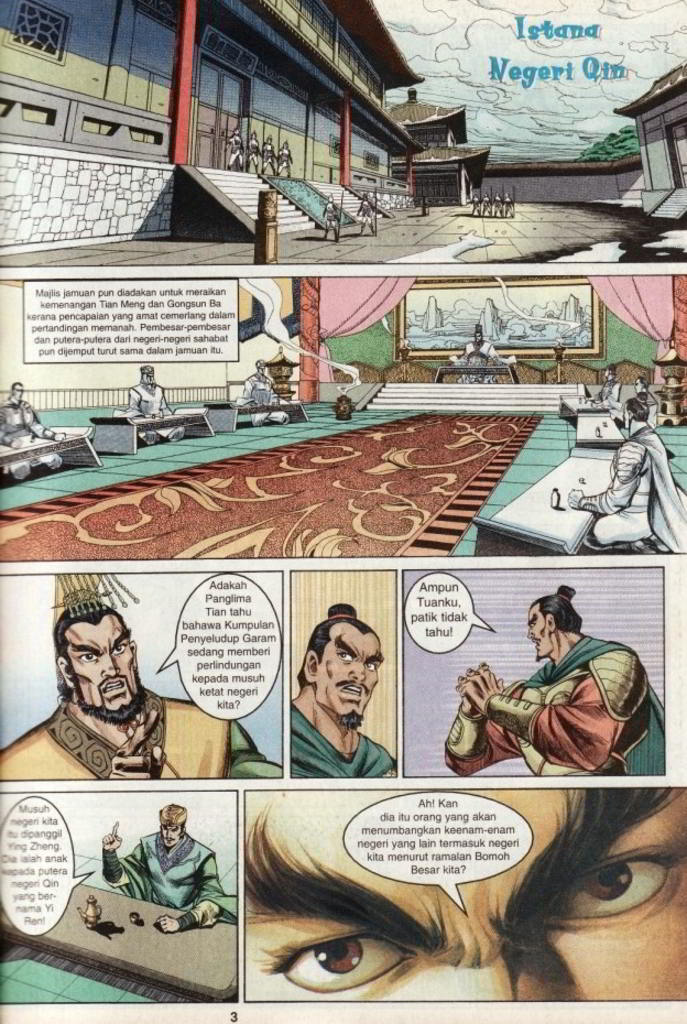 Istana
Negeri Qin
Majlis jamuan pun diadakan untuk meraikan
kemenangan Tian Meng dan Gongsun Ba
kerana pencapaian yang amat cemerlang dalam
pertandingan memanah. Pembesar-pembesar
dan putera-putera dari negeri-negeri sahabat
pun dijemput turut sama dalam jamuan itu.
Adakah
Panglima
Tian tahu
bahawa Kumpulan
Penyeludup Garam
sedang memberi
perlindungan
kepada musuh
ketat negeri
kita?
Ampun
Tuanku,
patik tidak
tahu!
Musuh
negeri kita
itu dipanggil
Ying Zheng.
Dia ialah anak
kepada putera
negeri Qin
yang ber-
nama Yi
Ren!
Ah! Kan
dia itu orang yang akan
menumbangkan keenam-enam
negeri yang lain termasuk negeri
kita menurut ramalan Bomoh
Besar kita?
3